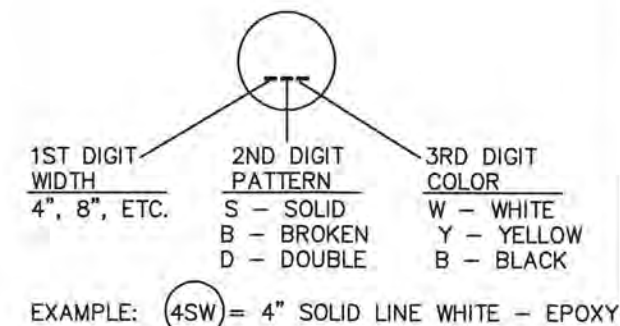 1ST DIGIT 2ND DIGIT 3RD DIGIT
WIDTH PATTERN COLOR
4", 8", ETC. S – SOLID W – WHITE
B – BROKEN Y – YELLOW
D – DOUBLE B – BLACK
EXAMPLE: 4SW = 4" SOLID LINE WHITE – EPOXY